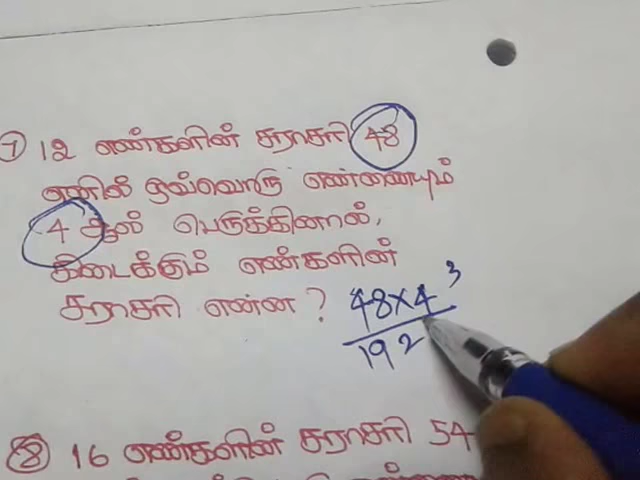 7 12 எண்களின் சராசரி 48
எனில் ஒவ்வொரு எண்ணையும்
4 ஆல் பெருக்கினால்,
கிடைக்கும் எண்களின்
சராசரி என்ன?
3
48×4
192
8 16 எண்களின் சராசரி 54